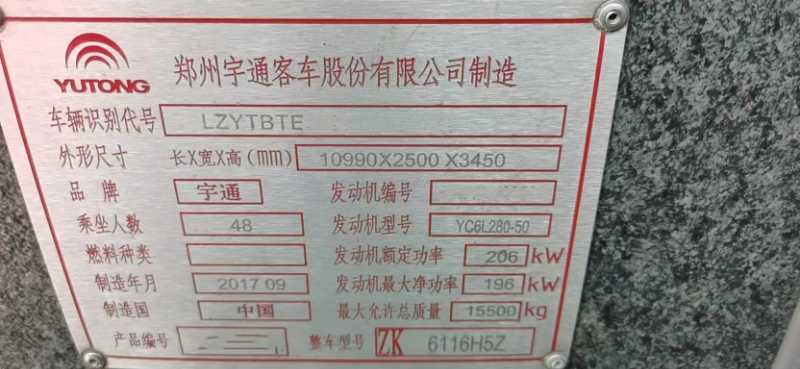 YUTONG 郑州宇通客车股份有限公司制造
车辆识别代号 LZYTBTE
外形尺寸 长X宽X高(mm) 10990X2500 X3450
品牌 宇通 发动机编号
乘坐人数 48 发动机型号 YC6L280-50
燃料种类 发动机额定功率 206 kW
制造年月 2017 09 发动机最大净功率 196 kW
制造国 中国 最大允许总质量 15500 kg
产品编号 整车型号 ZK 6116H5Z